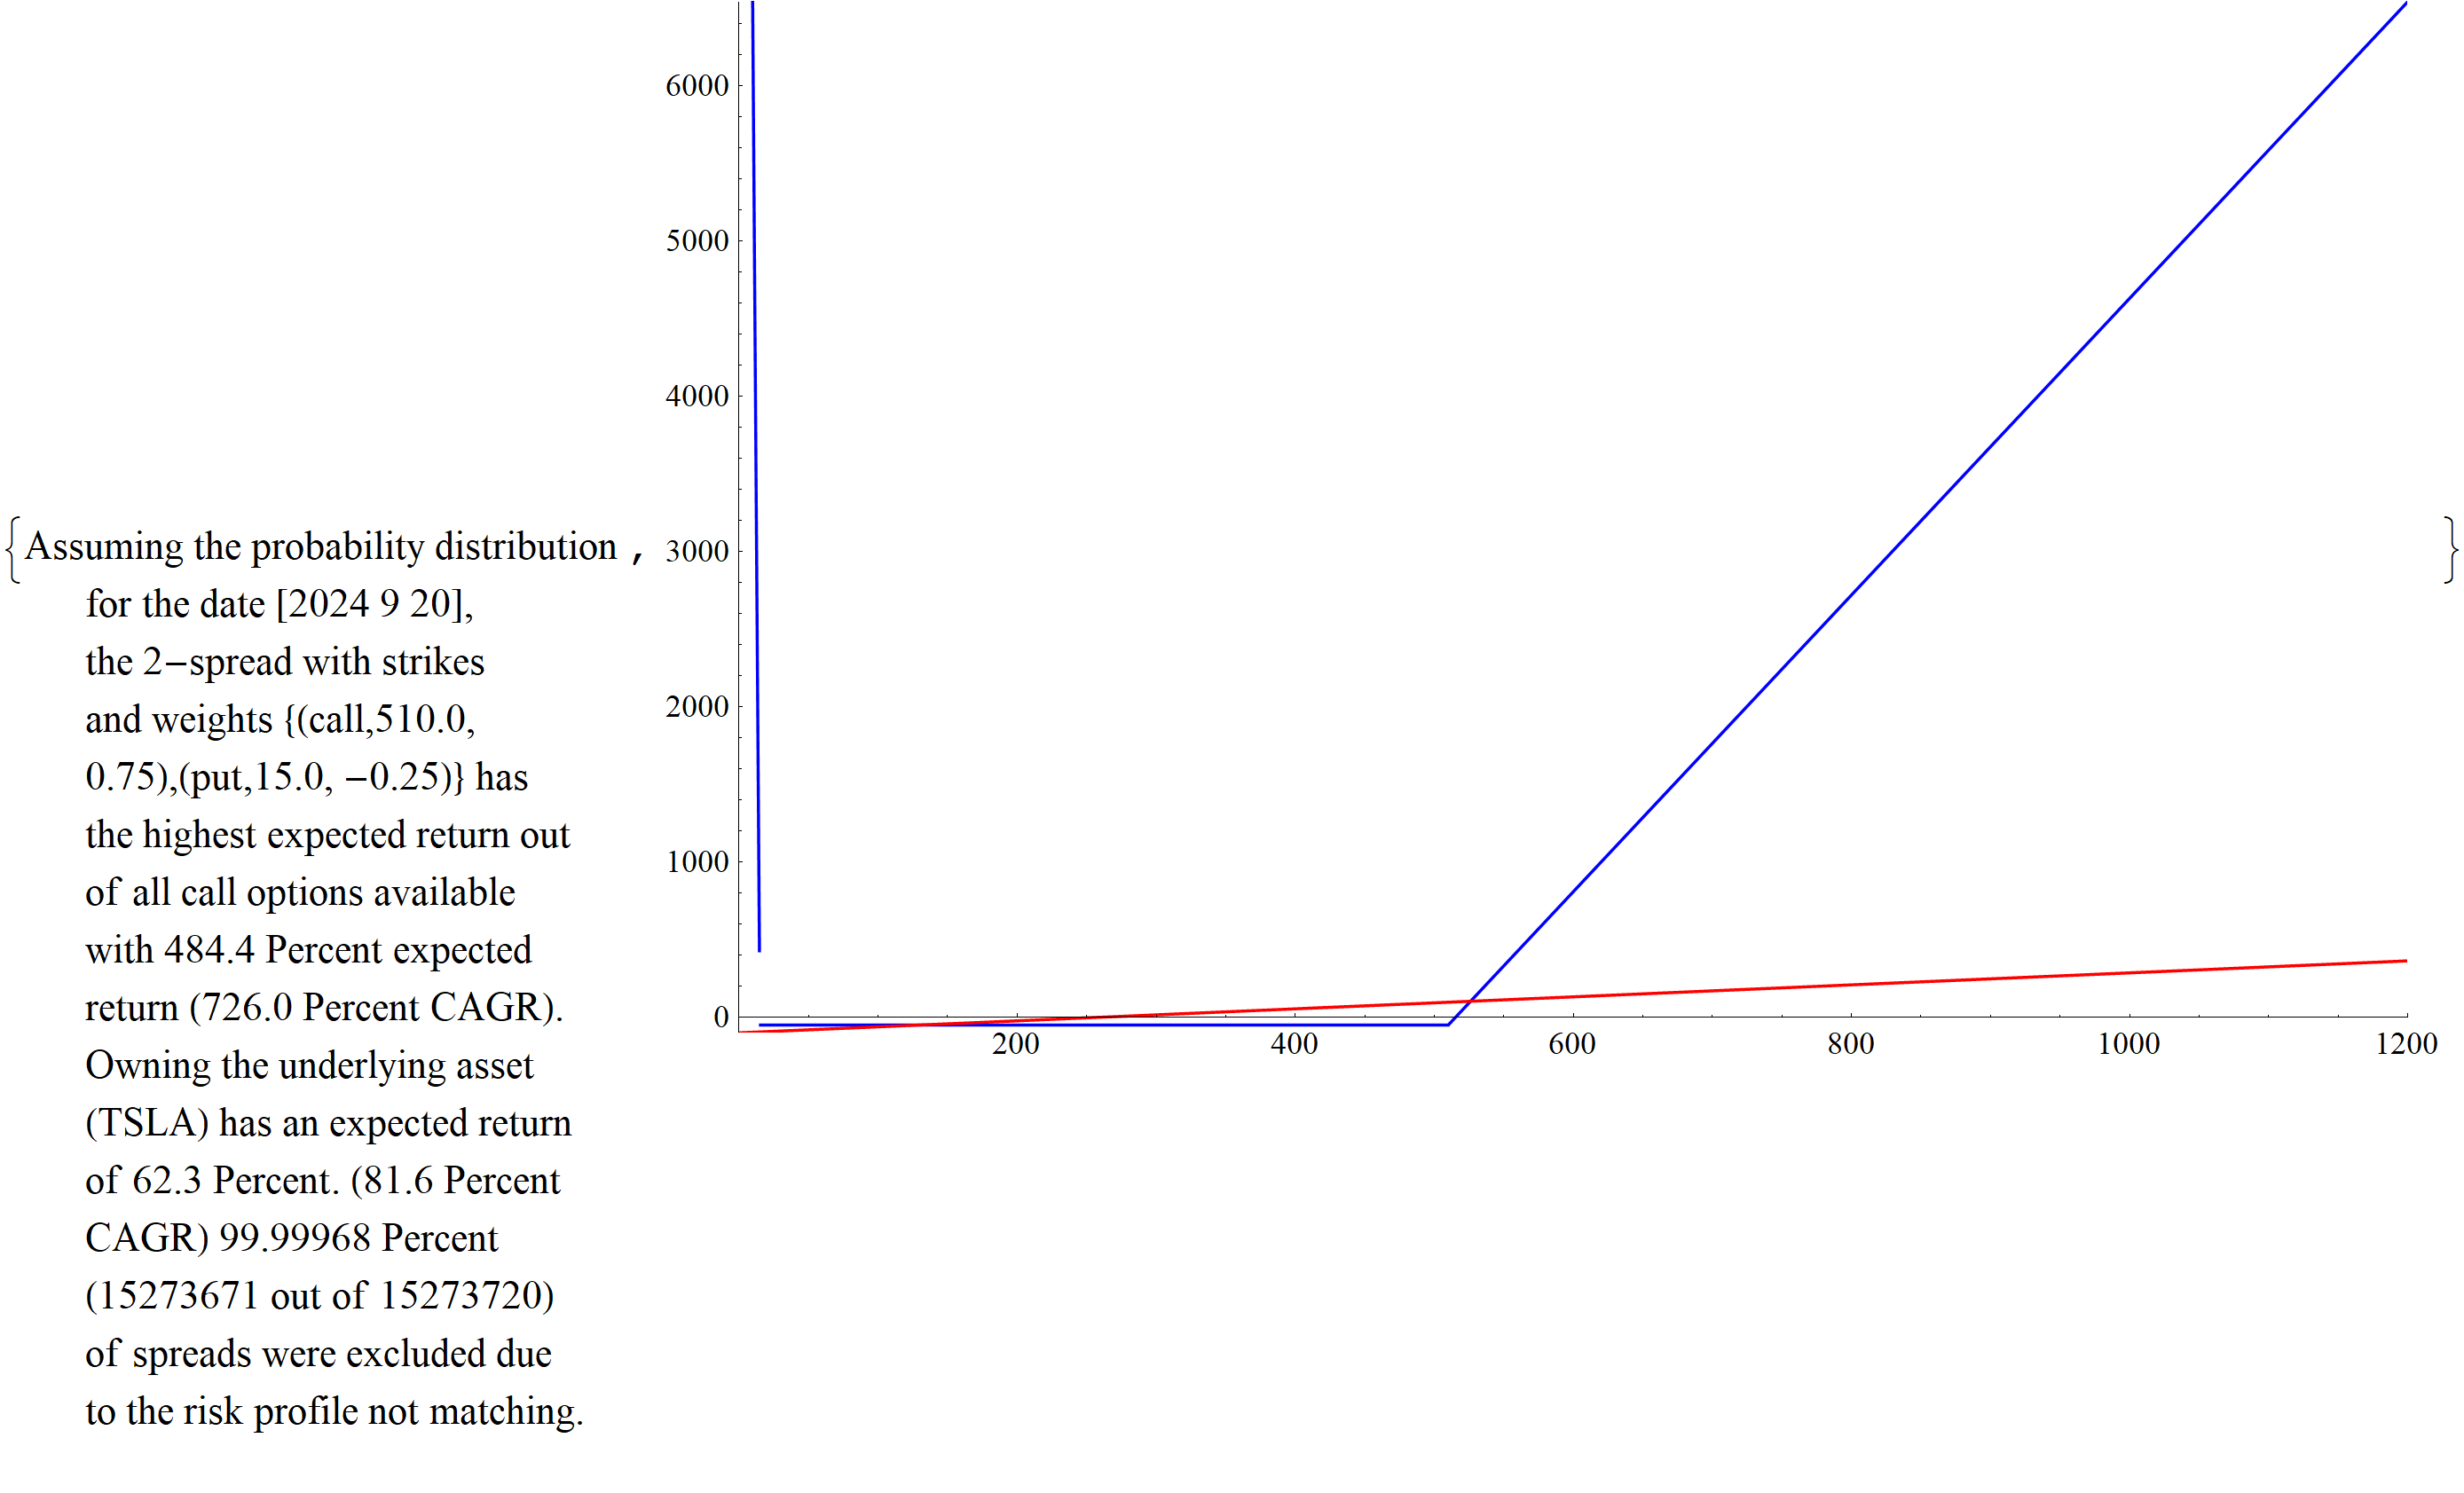 {Assuming the probability distribution ,
for the date [2024 9 20],
the 2−spread with strikes
and weights {(call,510.0,
0.75),(put,15.0, −0.25)} has
the highest expected return out
of all call options available
with 484.4 Percent expected
return (726.0 Percent CAGR).
Owning the underlying asset
(TSLA) has an expected return
of 62.3 Percent. (81.6 Percent
CAGR) 99.99968 Percent
(15273671 out of 15273720)
of spreads were excluded due
to the risk profile not matching.
6000
5000
4000
3000
2000
1000
0
200 400 600 800 1000 1200
}